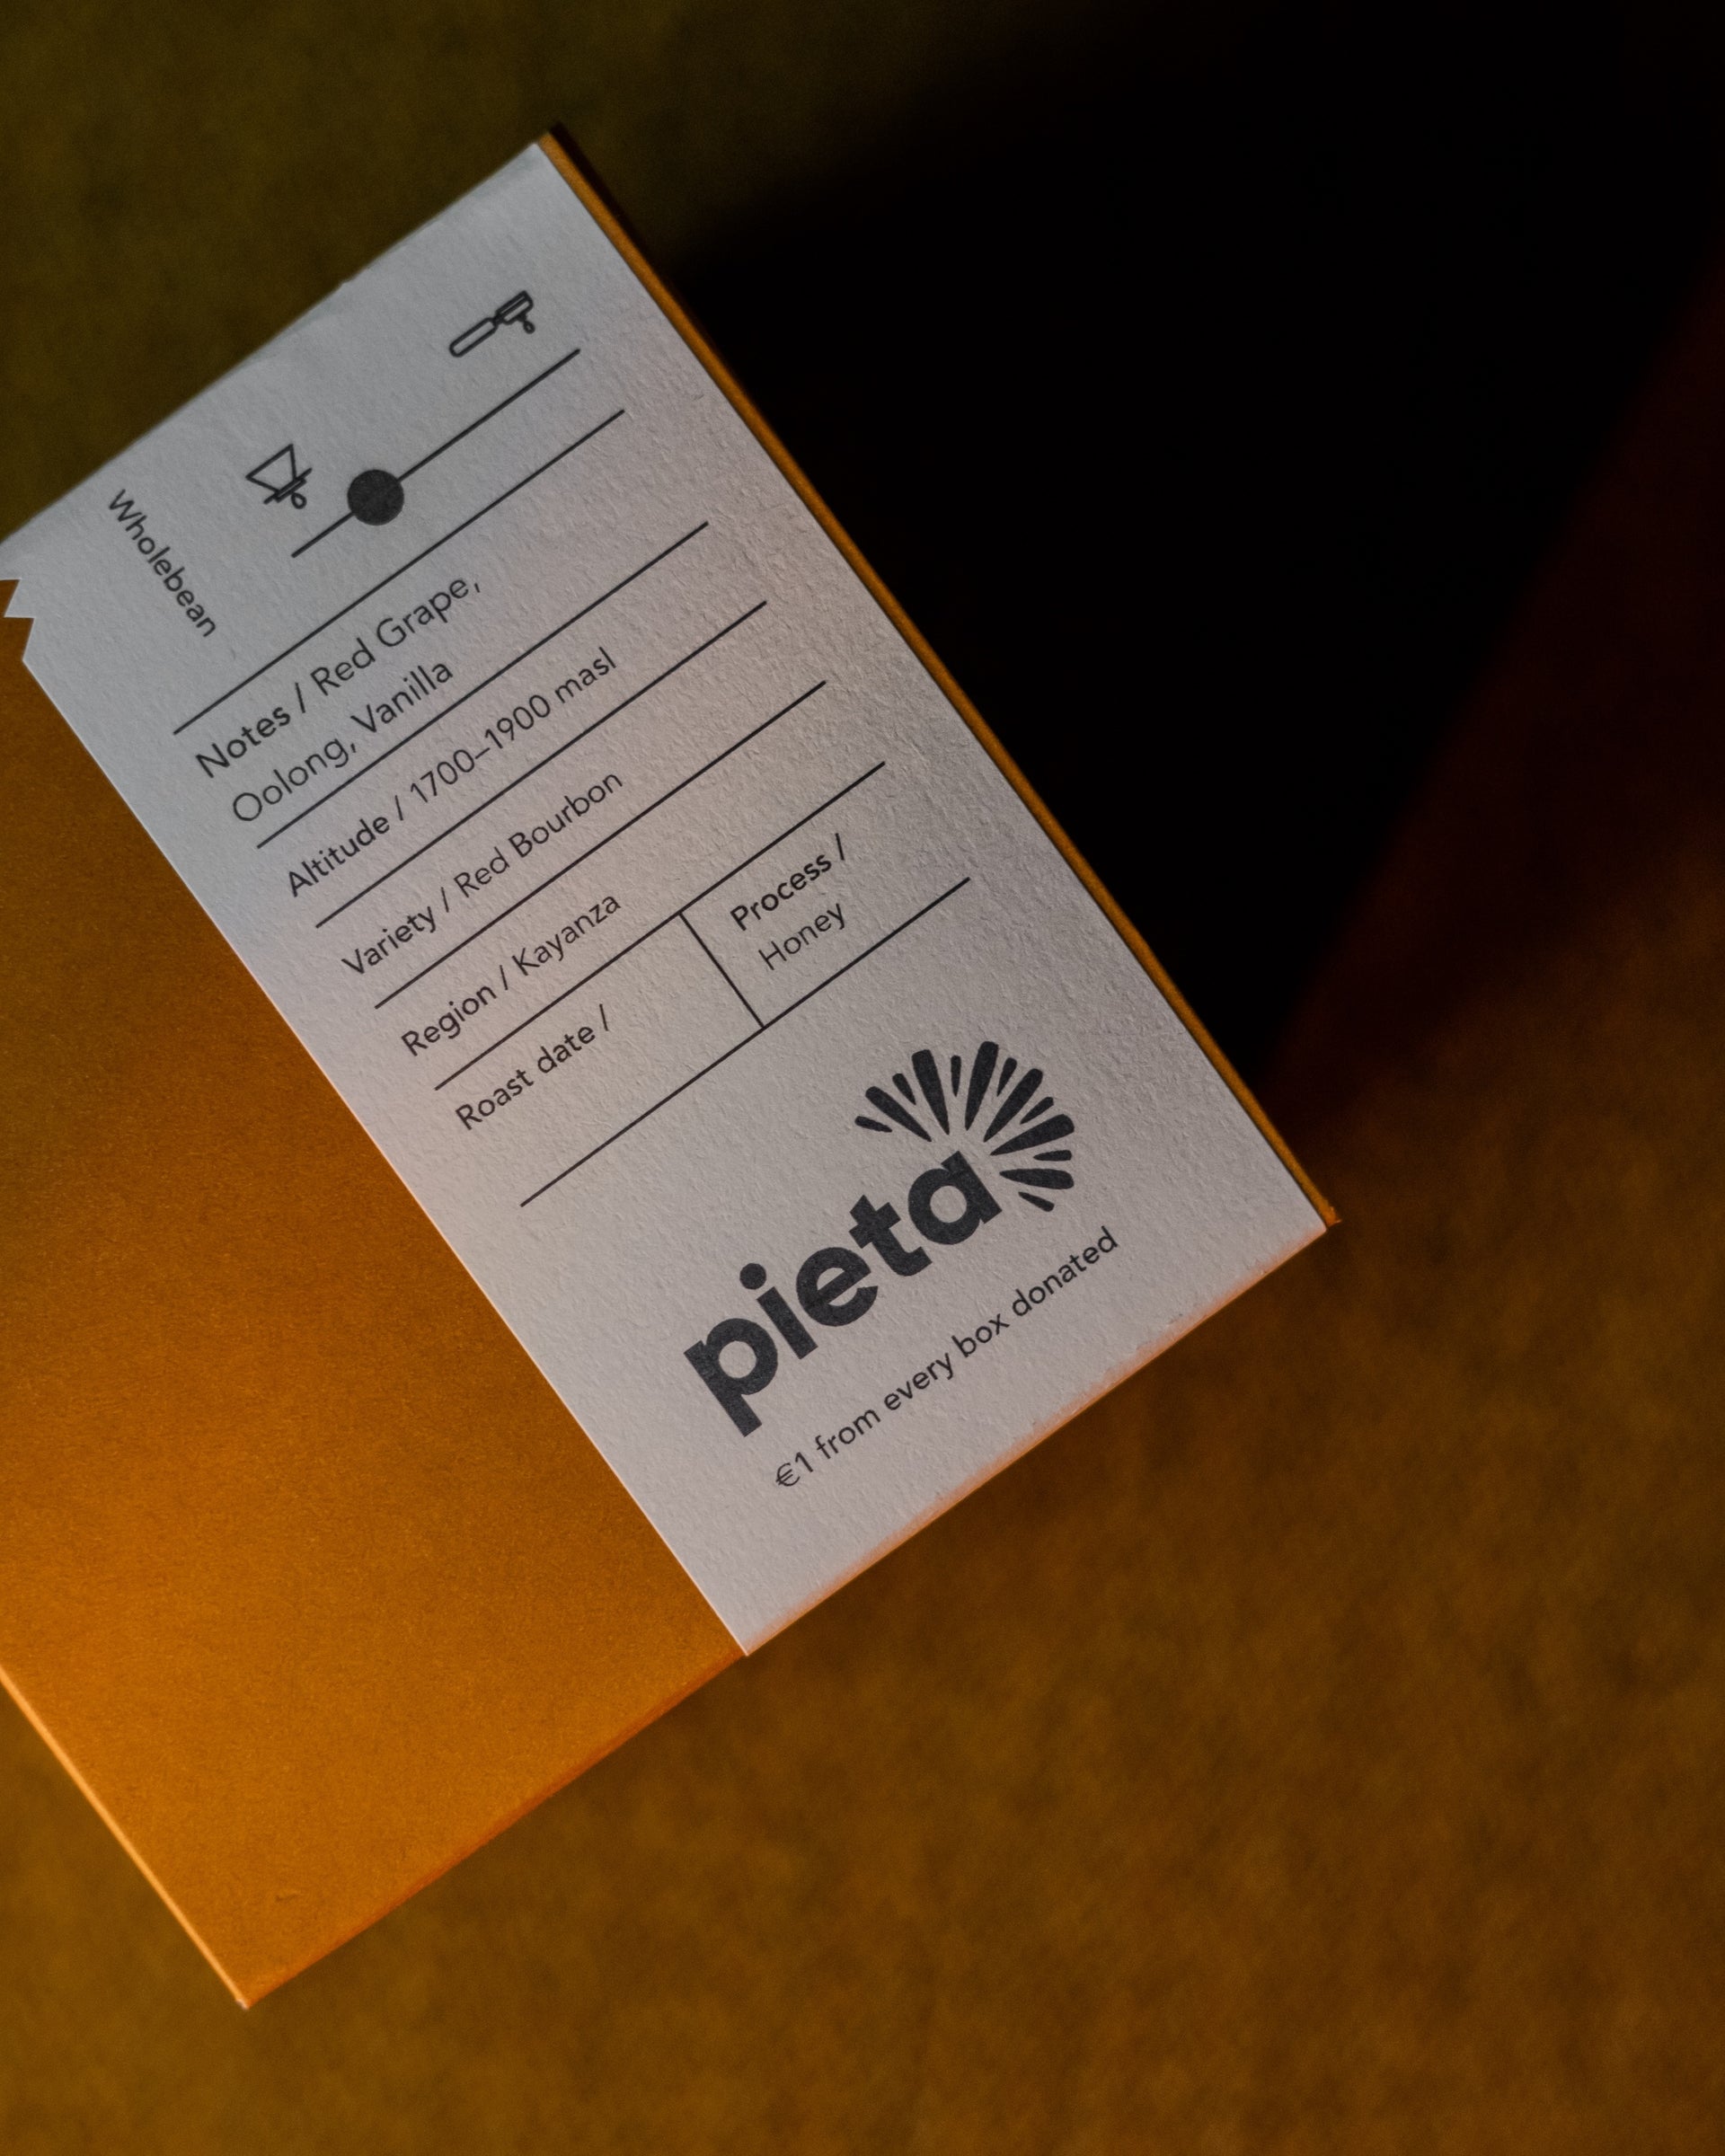 Wholebean
Notes / Red Grape,
Oolong, Vanilla
Altitude / 1700–1900 masl
Variety / Red Bourbon
Region / Kayanza
Roast date /
Process /
Honey
pieta
€1 from every box donated